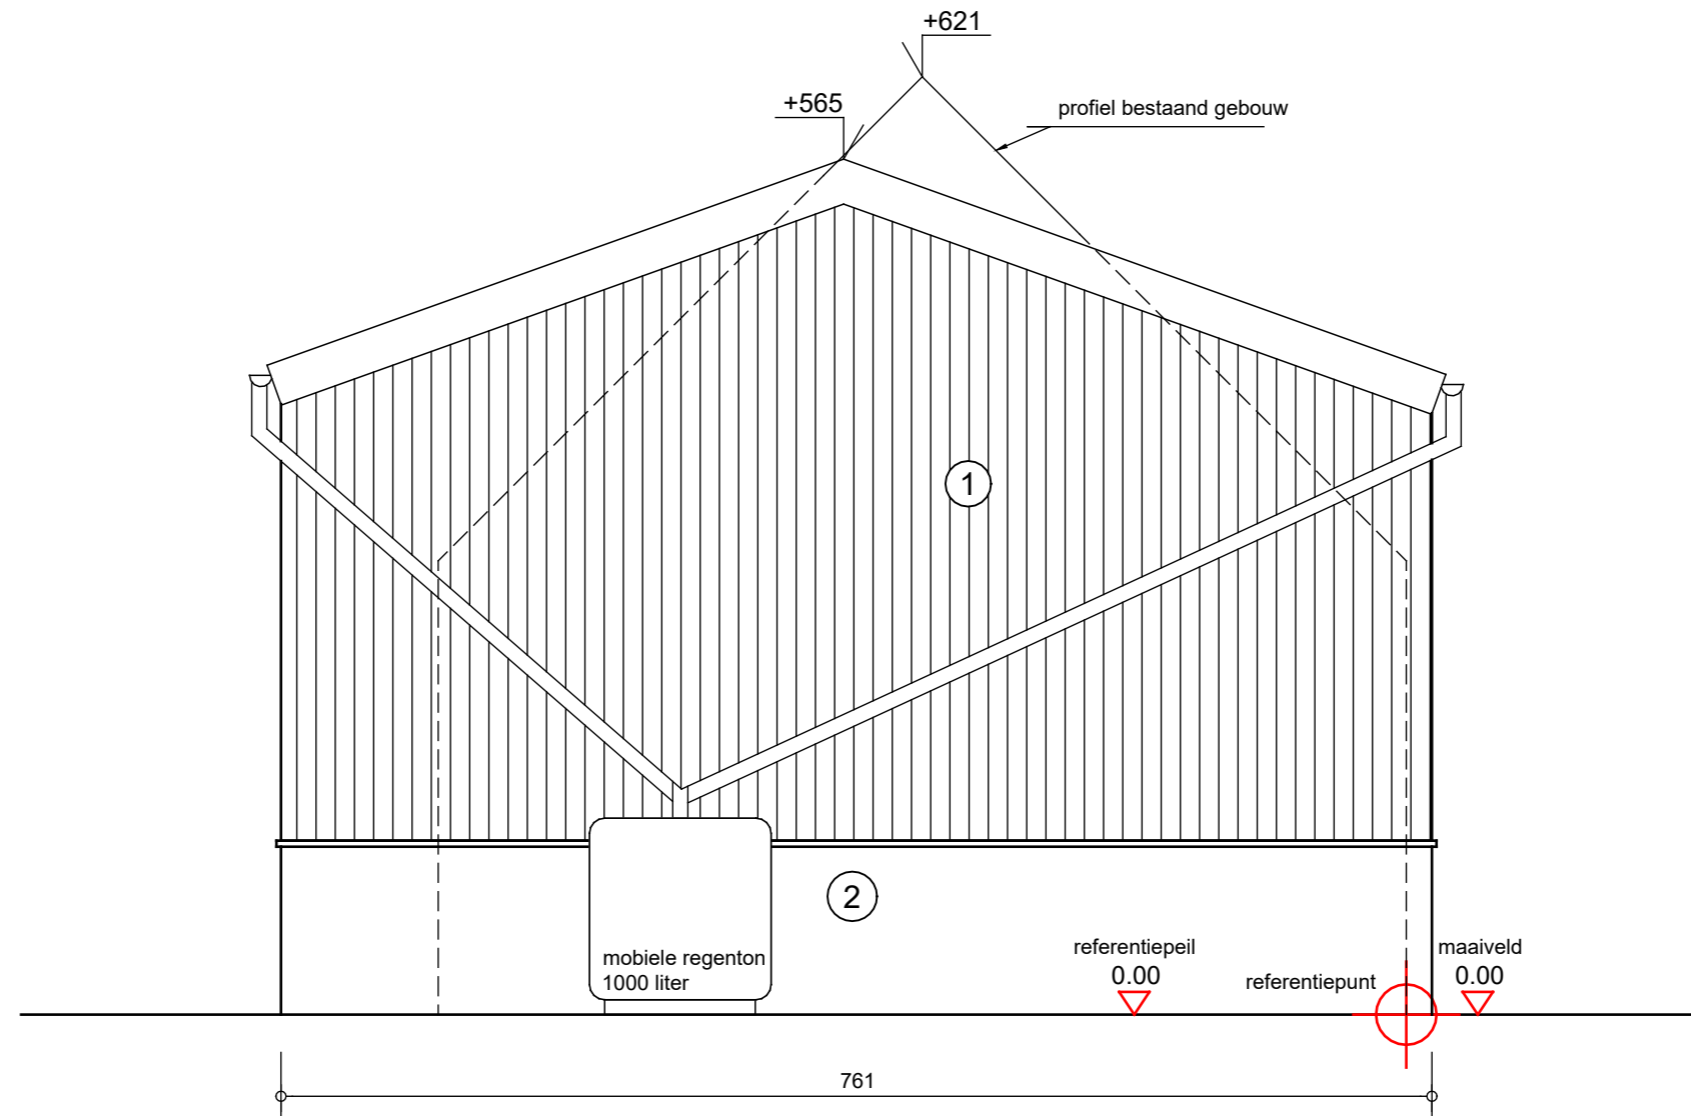 +621
+565
profiel bestaand gebouw
1
2
mobiele regenton
1000 liter
referentiepeil
0.00
referentiepunt
maaiveld
0.00
761